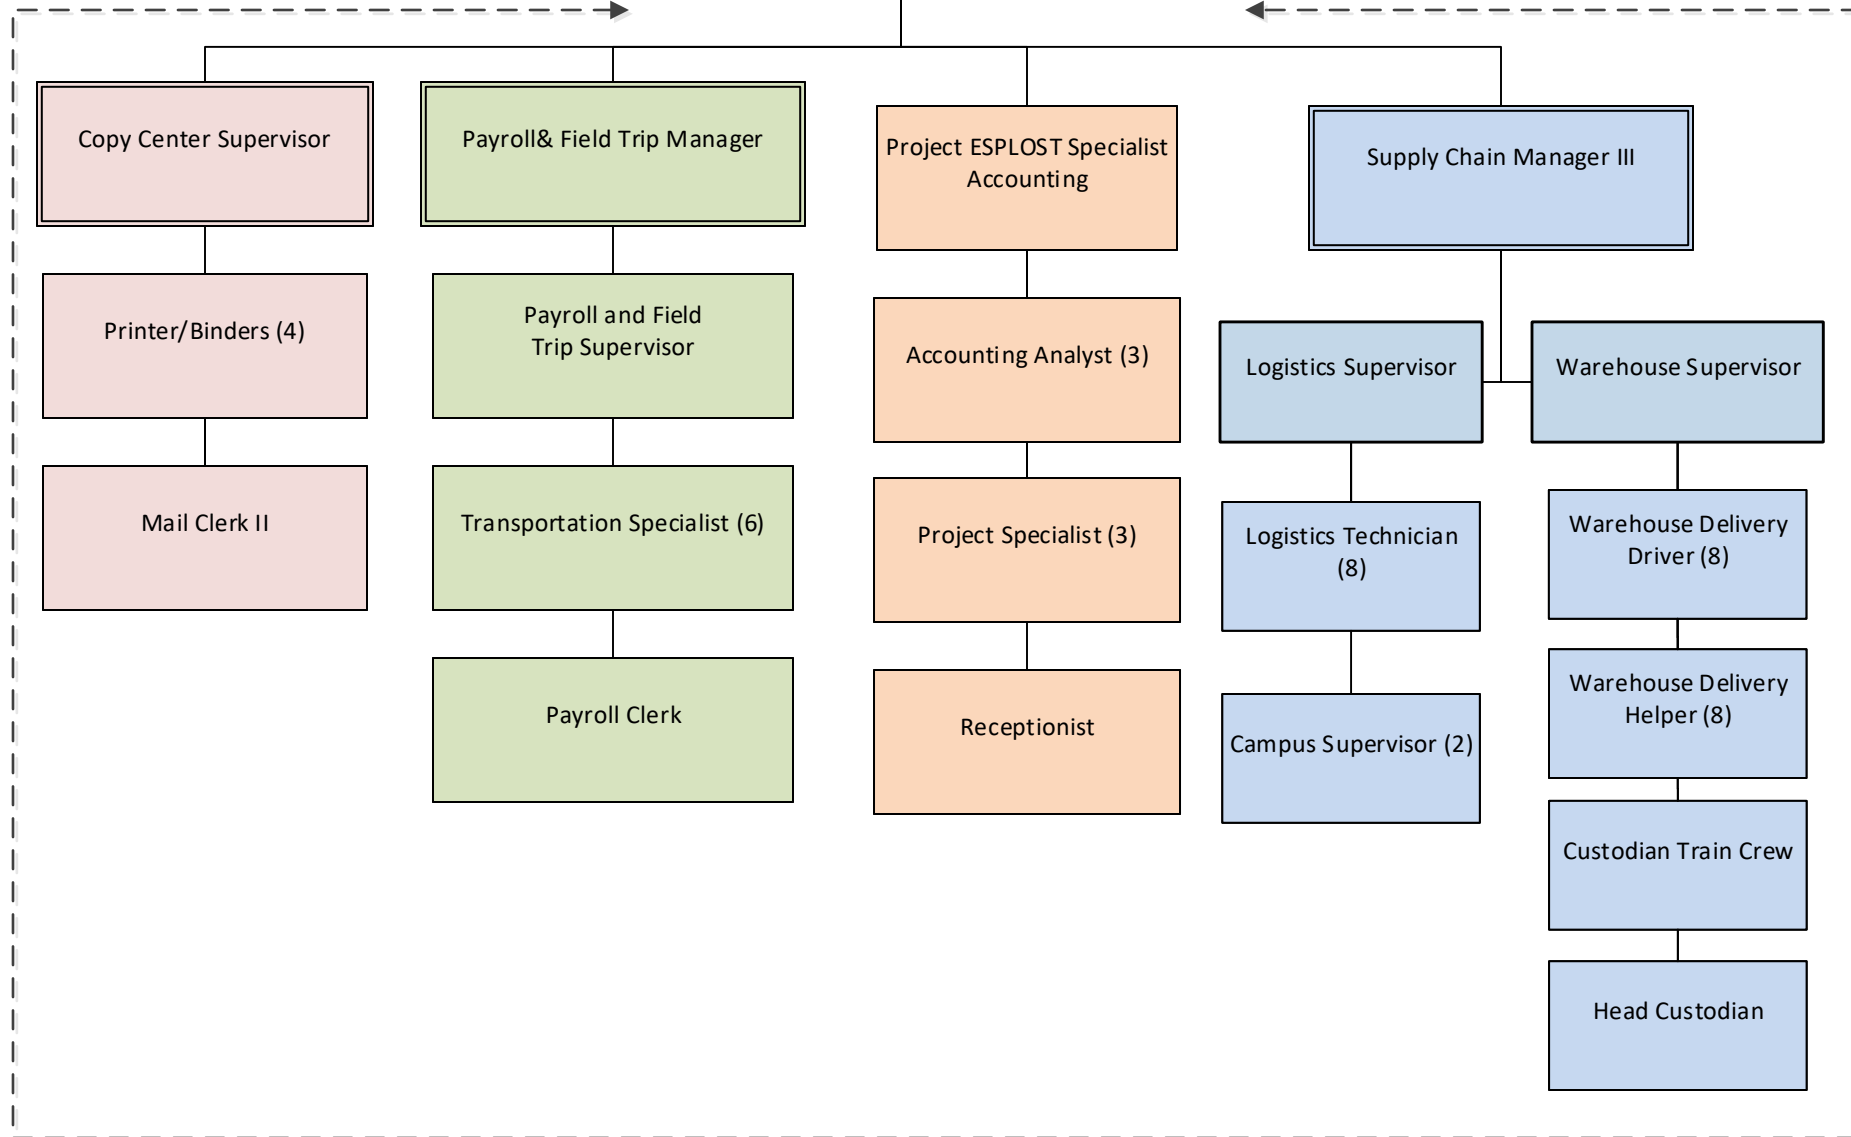 Copy Center Supervisor
Printer/Binders (4)
Mail Clerk II
Payroll& Field Trip Manager
Payroll and Field
Trip Supervisor
Transportation Specialist (6)
Payroll Clerk
Project ESPLOST Specialist
Accounting
Accounting Analyst (3)
Project Specialist (3)
Receptionist
Supply Chain Manager III
Logistics Supervisor
Logistics Technician
(8)
Campus Supervisor (2)
Warehouse Supervisor
Warehouse Delivery
Driver (8)
Warehouse Delivery
Helper (8)
Custodian Train Crew
Head Custodian